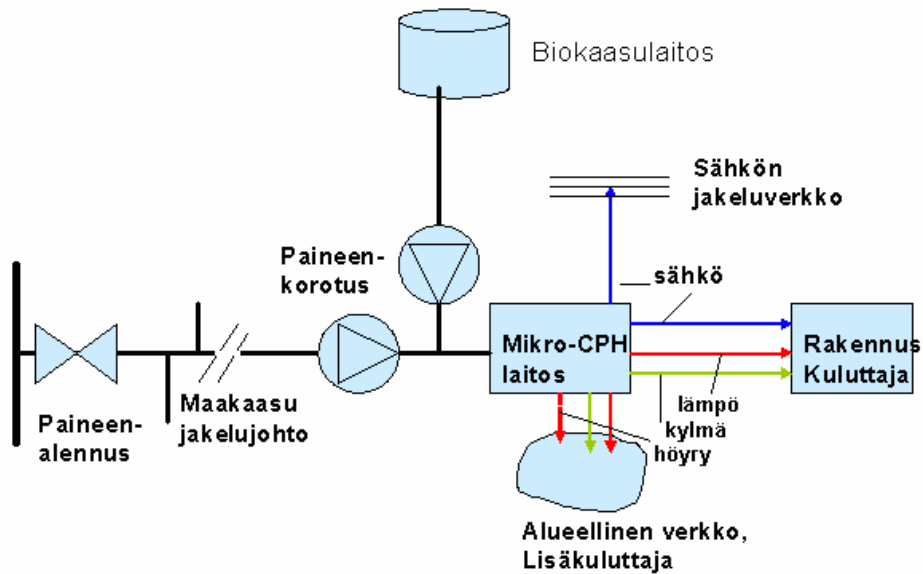 Biokaasulaitos
Sähkön
jakeluverkko
Paineen-
korotus
sähkö
Mikro-CPH
laitos
Rakennus
Kuluttaja
Paineen-
alennus
Maakaasu
jakelujohto
lämpö
kylmä
höyry
Alueellinen verkko,
Lisäkuluttaja